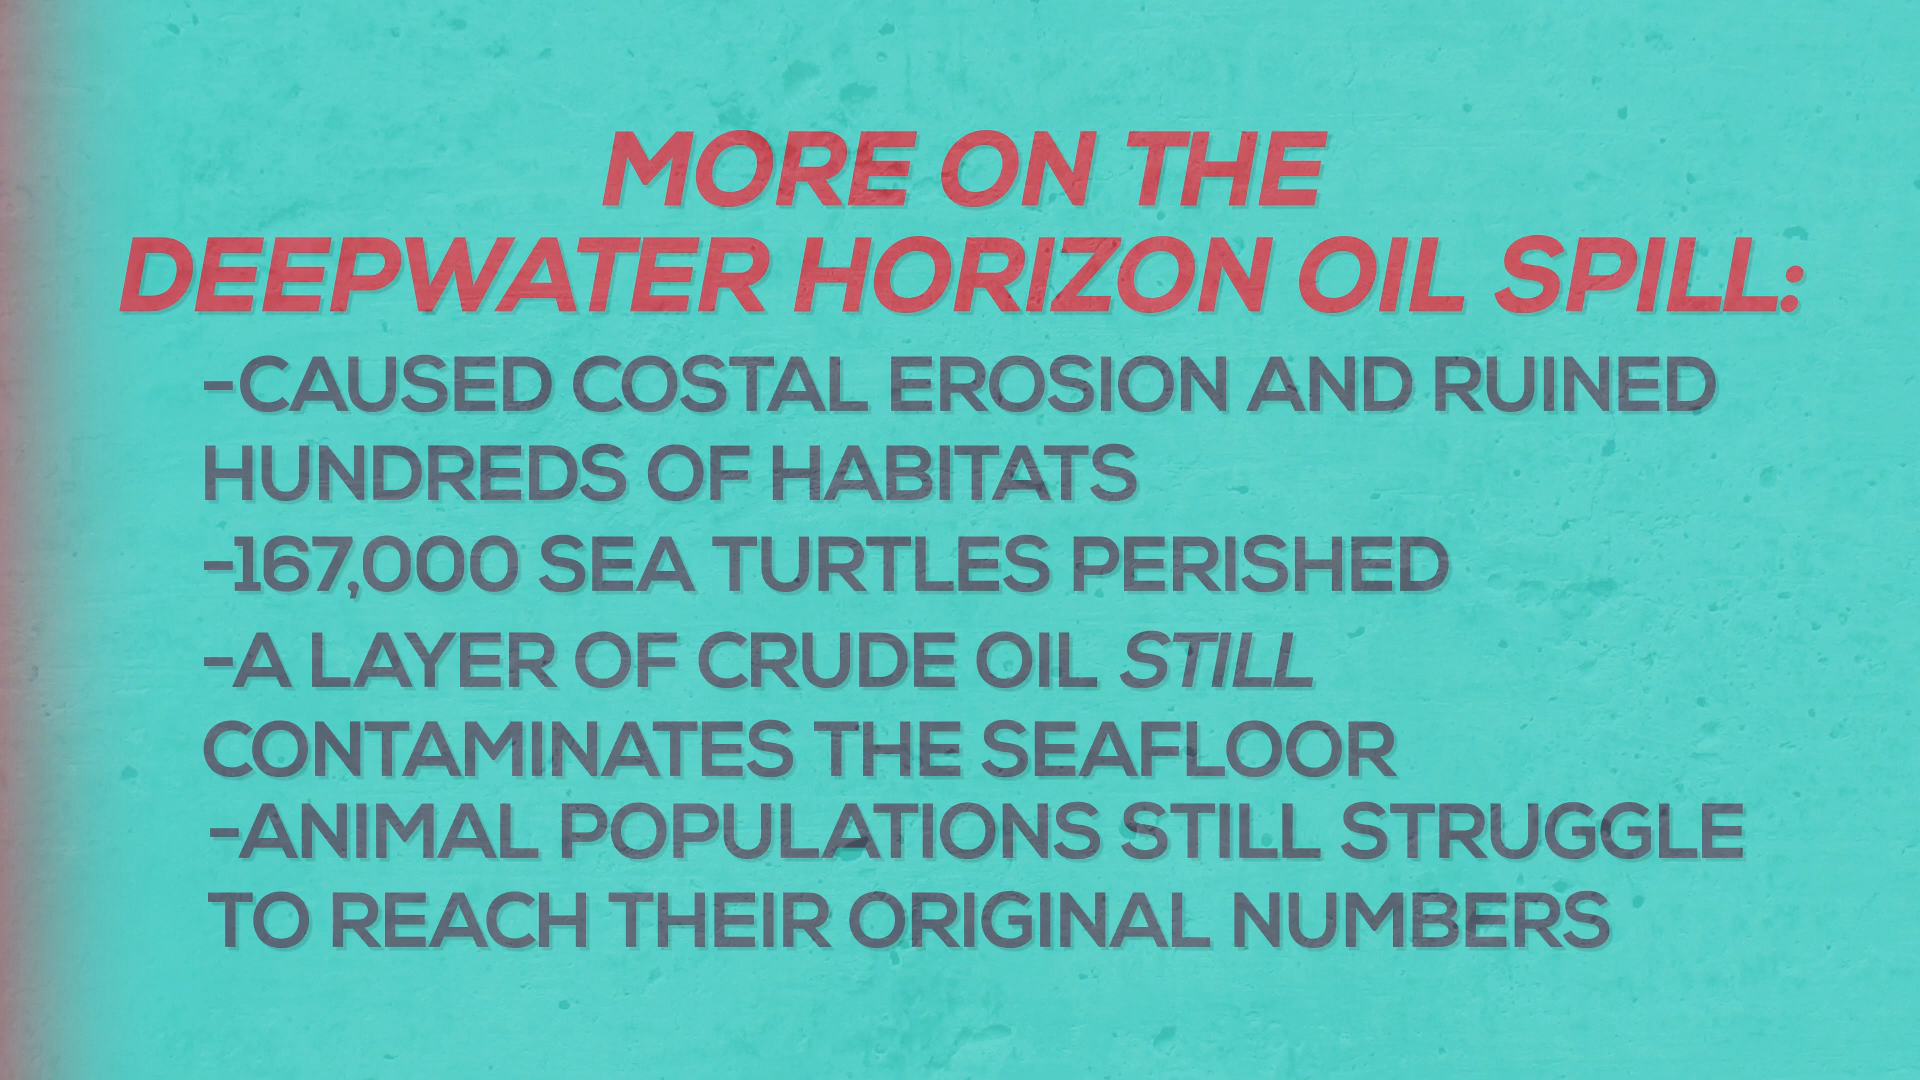 MORE ON THE
DEEPWATER HORIZON OIL SPILL:
-CAUSED COSTAL EROSION AND RUINED
HUNDREDS OF HABITATS
-167,000 SEA TURTLES PERISHED
-A LAYER OF CRUDE OIL STILL
CONTAMINATES THE SEAFLOOR
-ANIMAL POPULATIONS STILL STRUGGLE
TO REACH THEIR ORIGINAL NUMBERS